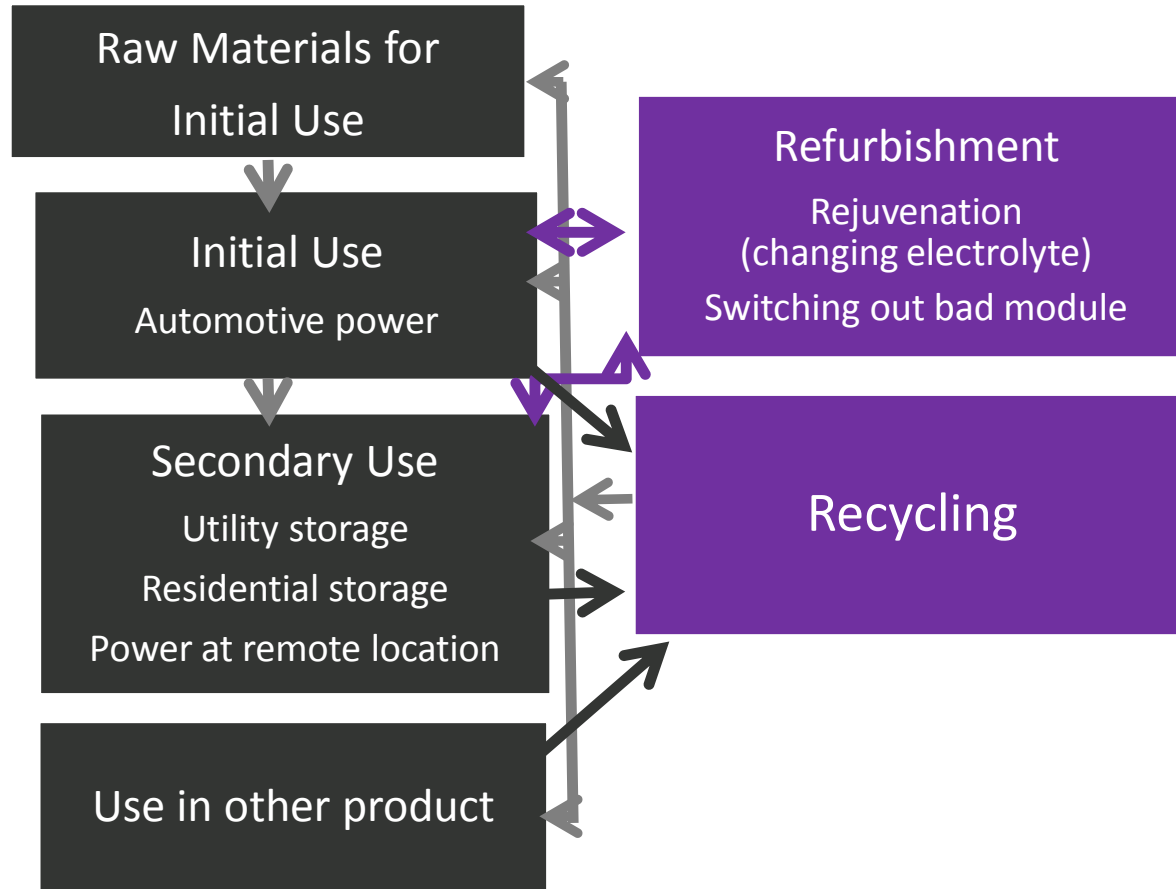 Raw Materials for
Initial Use
Initial Use
Automotive power
Secondary Use
Utility storage
Residential storage
Power at remote location
Use in other product
Refurbishment
Rejuvenation
(changing electrolyte)
Switching out bad module
Recycling